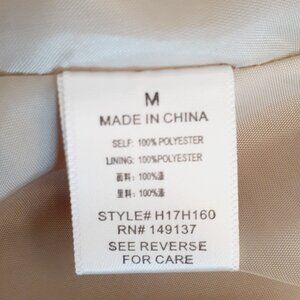 M
MADE IN CHINA
SELF: 100% POLYESTER
LINING: 100%POLYESTER
面料: 100%涤
里料: 100%涤
STYLE# H17H160
RN# 149137
SEE REVERSE
FOR CARE